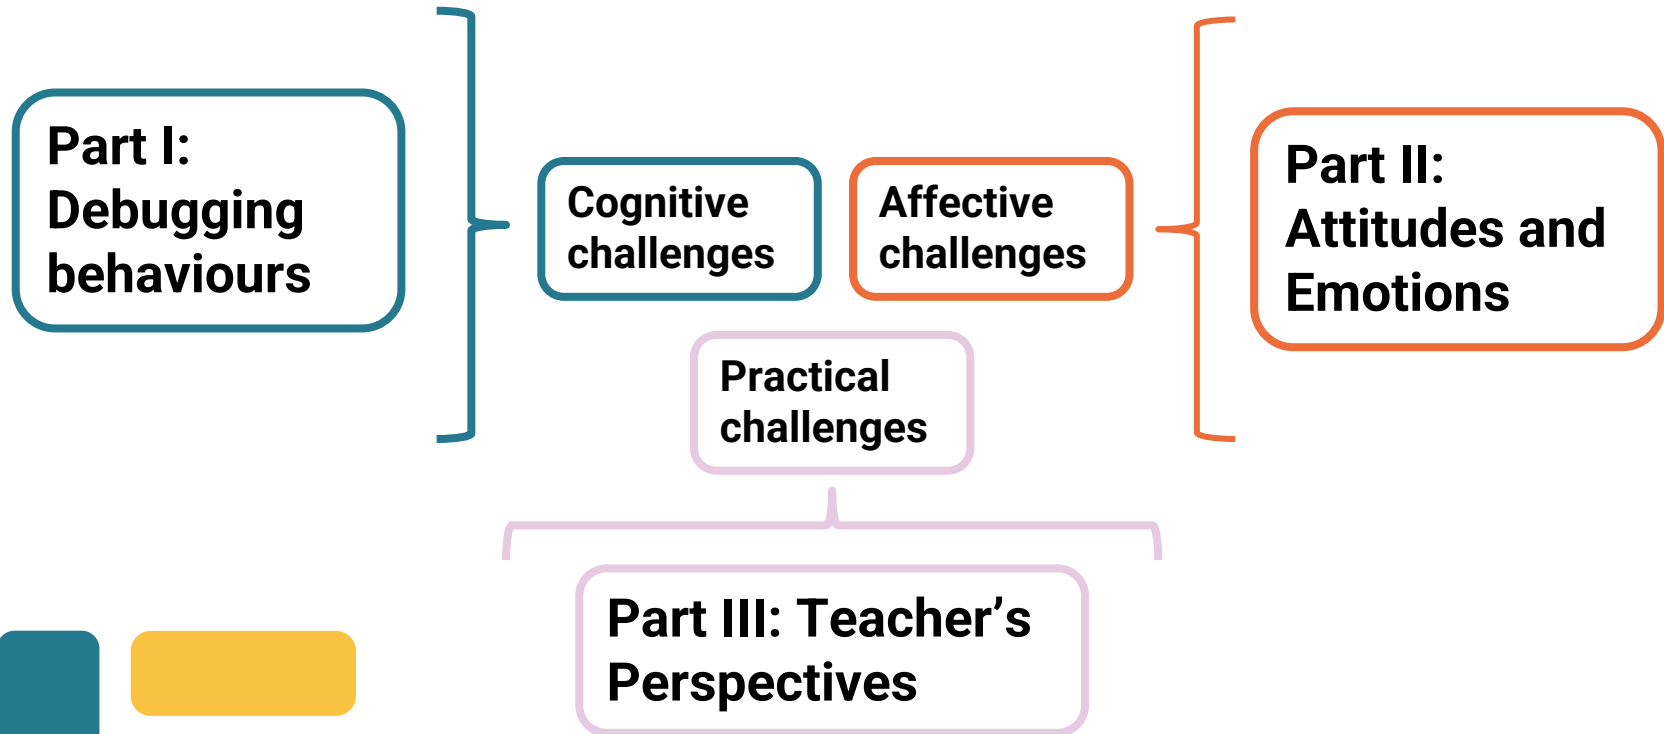 Part I:
Debugging
behaviours
Cognitive
challenges
Affective
challenges
Part II:
Attitudes and
Emotions
Practical
challenges
Part III: Teacher’s
Perspectives